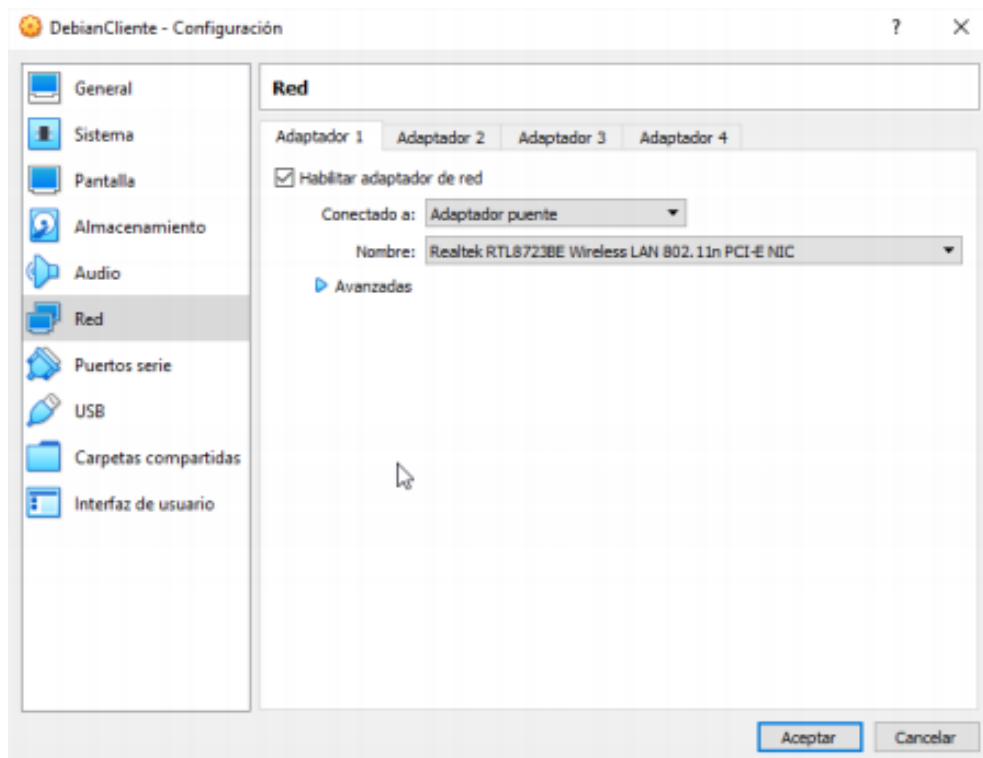 DebianCliente - Configuración
?
General
Sistema
Pantalla
Almacenamiento
Audio
Red
Puertos serie
USB
Carpetas compartidas
Interfaz de usuario
Red
Adaptador 1 Adaptador 2 Adaptador 3 Adaptador 4
Habilitar adaptador de red
Conectado a: Adaptador puente
Nombre: Realtek RTL8723BE Wireless LAN 802.11n PCI-E NIC
Avanzadas
Aceptar Cancelar